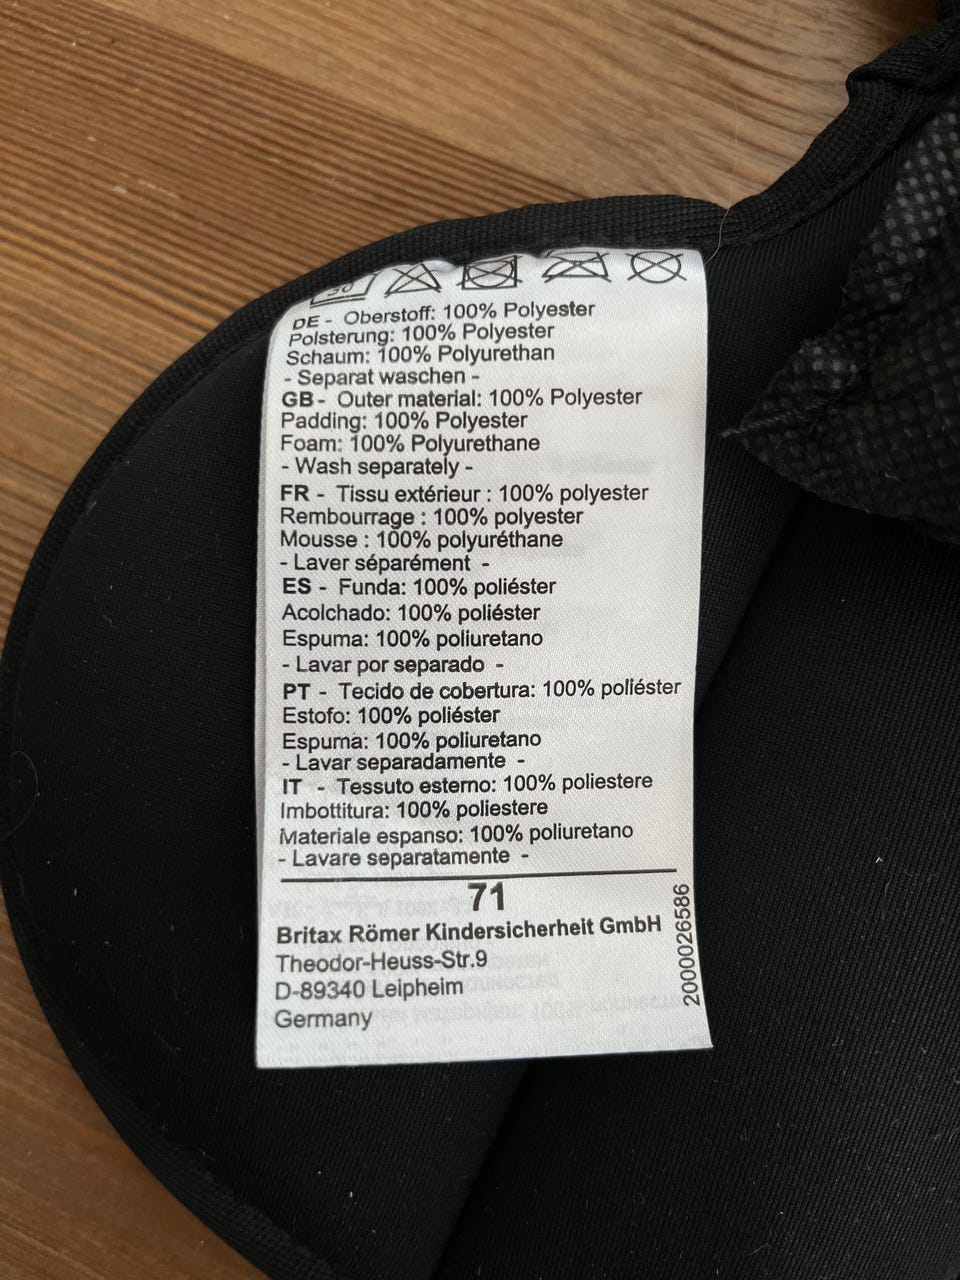 30
DE - Oberstoff: 100% Polyester
Polsterung: 100% Polyester
Schaum: 100% Polyurethan
- Separat waschen -
GB - Outer material: 100% Polyester
Padding: 100% Polyester
Foam: 100% Polyurethane
- Wash separately -
FR - Tissu extérieur : 100% polyester
Rembourrage : 100% polyester
Mousse : 100% polyuréthane
- Laver séparément -
ES - Funda: 100% poliéster
Acolchado: 100% poliéster
Espuma: 100% poliuretano
- Lavar por separado -
PT - Tecido de cobertura: 100% poliéster
Estofo: 100% poliéster
Espuma: 100% poliuretano
- Lavar separadamente -
IT - Tessuto esterno: 100% poliestere
Imbottitura: 100% poliestere
Materiale espanso: 100% poliuretano
- Lavare separatamente -
71
Britax Römer Kindersicherheit GmbH
Theodor-Heuss-Str.9
D-89340 Leipheim
Germany
2000026586